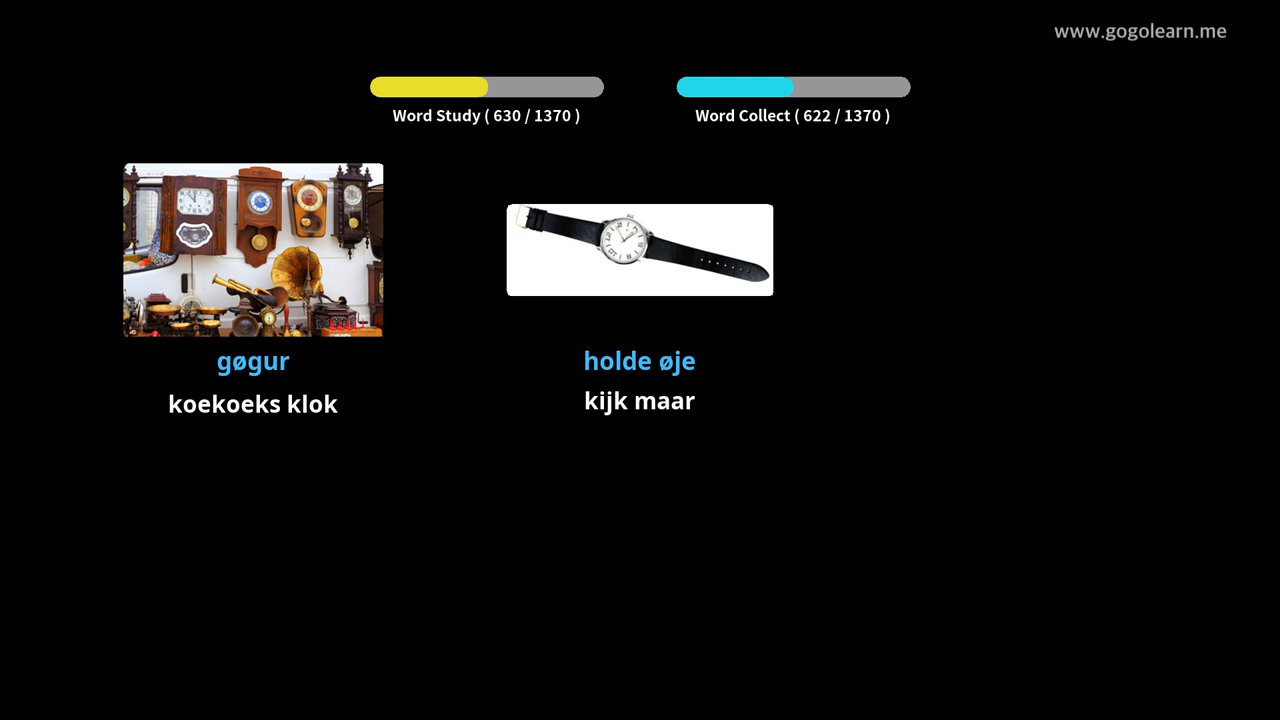 www.gogolearn.me
Word Study ( 630 / 1370 )
Word Collect ( 622 / 1370 )
gøgur
koekoeks klok
holde øje
kijk maar